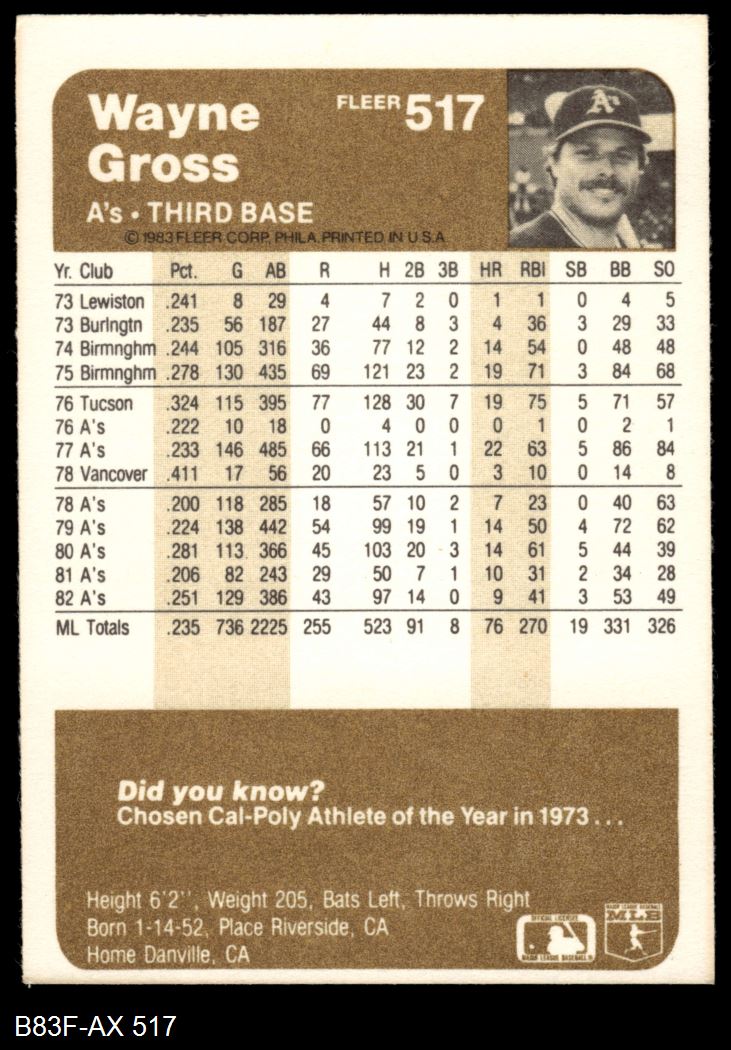 Wayne
Gross
FLEER 517
A's
A's • THIRD BASE
© 1983 FLEER CORP. PHILA. PRINTED IN U.S.A.
Yr. Club Pct. G AB R H 2B 3B HR RBI SB BB SO
73 Lewiston .241 8 29 4 7 2 0 1 1 0 4 5
73 Burlngtn .235 56 187 27 44 8 3 4 36 3 29 33
74 Birmnghm .244 105 316 36 77 12 2 14 54 0 48 48
75 Birmnghm .278 130 435 69 121 23 2 19 71 3 84 68
76 Tucson .324 115 395 77 128 30 7 19 75 5 71 57
76 A's .222 10 18 0 4 0 0 0 1 0 2 1
77 A's .233 146 485 66 113 21 1 22 63 5 86 84
78 Vancover .411 17 56 20 23 5 0 3 10 0 14 8
78 A's .200 118 285 18 57 10 2 7 23 0 40 63
79 A's .224 138 442 54 99 19 1 14 50 4 72 62
80 A's .281 113 366 45 103 20 3 14 61 5 44 39
81 A's .206 82 243 29 50 7 1 10 31 2 34 28
82 A's .251 129 386 43 97 14 0 9 41 3 53 49
ML Totals .235 736 2225 255 523 91 8 76 270 19 331 326
Did you know?
Chosen Cal-Poly Athlete of the Year in 1973 . . .
Height 6'2'', Weight 205, Bats Left, Throws Right
Born 1-14-52, Place Riverside, CA
Home Danville, CA
OFFICIAL LICENSEE
MAJOR LEAGUE BASEBALL
MAJOR LEAGUE BASEBALL
MLB
B83F-AX 517